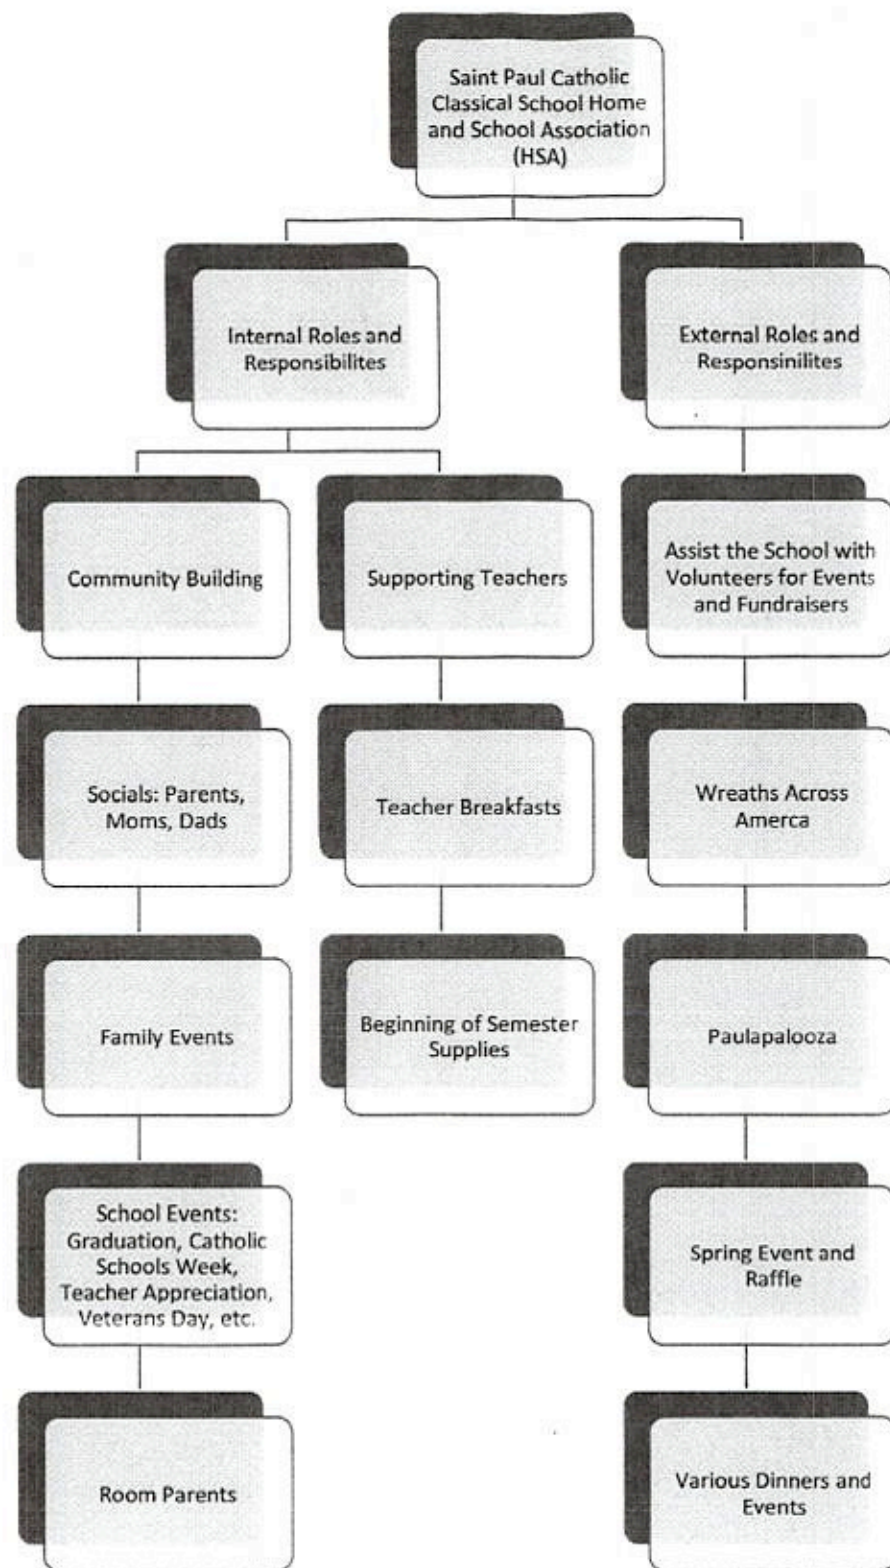 Saint Paul Catholic
Classical School Home
and School Association
(HSA)
Internal Roles and
Responsibilites
External Roles and
Responsinilites
Community Building
Supporting Teachers
Assist the School with
Volunteers for Events
and Fundraisers
Socials: Parents,
Moms, Dads
Teacher Breakfasts
Wreaths Across
Amerca
Family Events
Beginning of Semester
Supplies
Paulapalooza
School Events:
Graduation, Catholic
Schools Week,
Teacher Appreciation,
Veterans Day, etc.
Spring Event and
Raffle
Room Parents
Various Dinners and
Events